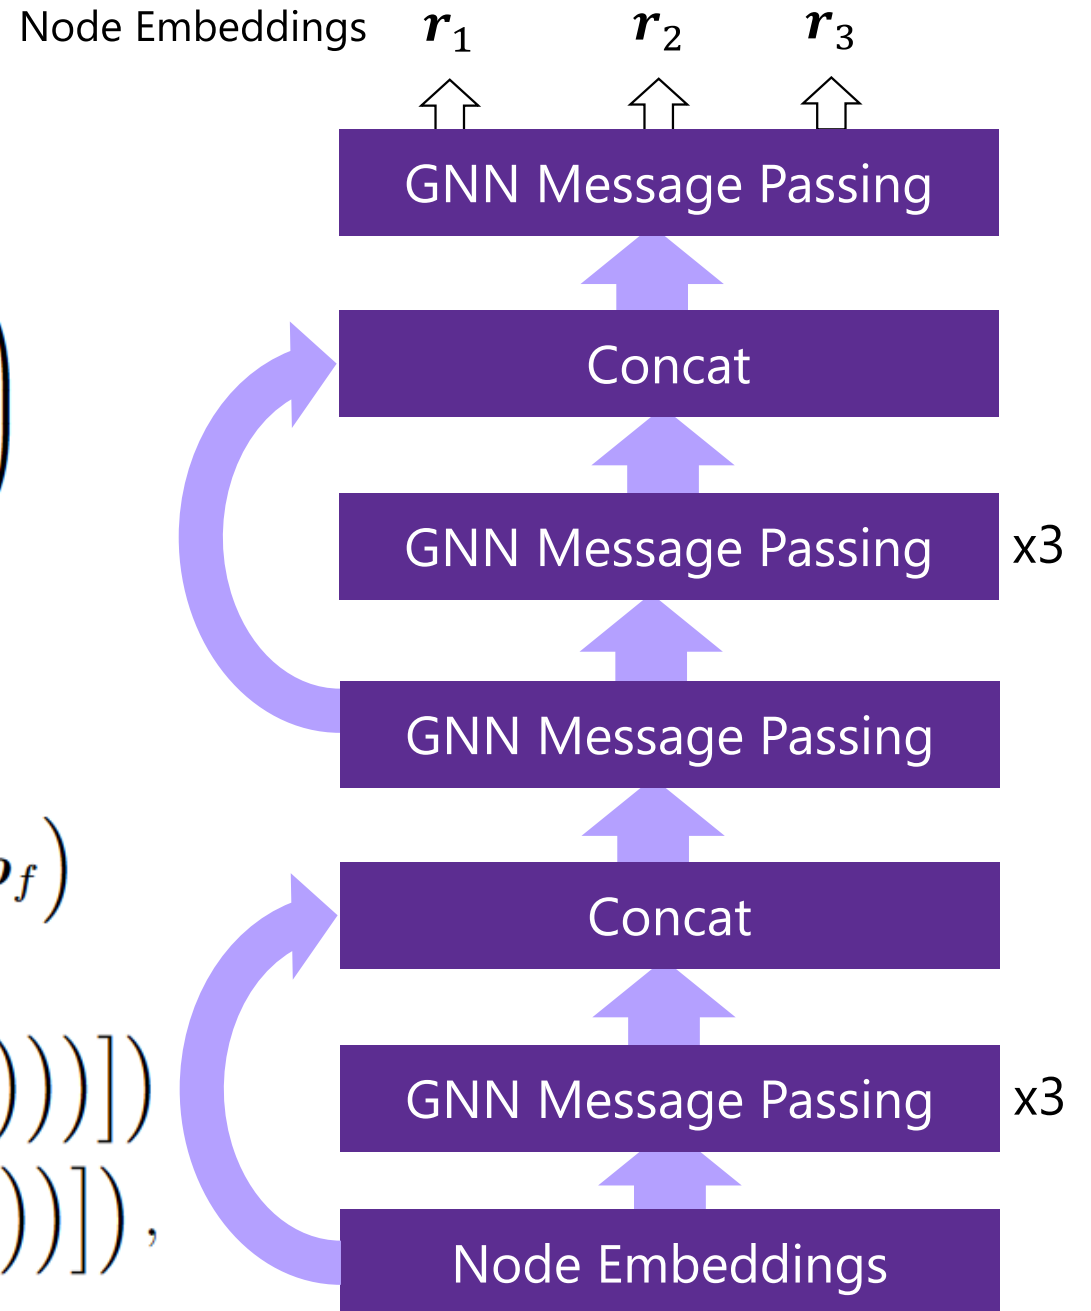 Node Embeddings r₁ r₂ r₃
GNN Message Passing
Concat
)
GNN Message Passing x3
GNN Message Passing
f)
Concat
)))])
GNN Message Passing x3
))]),
Node Embeddings